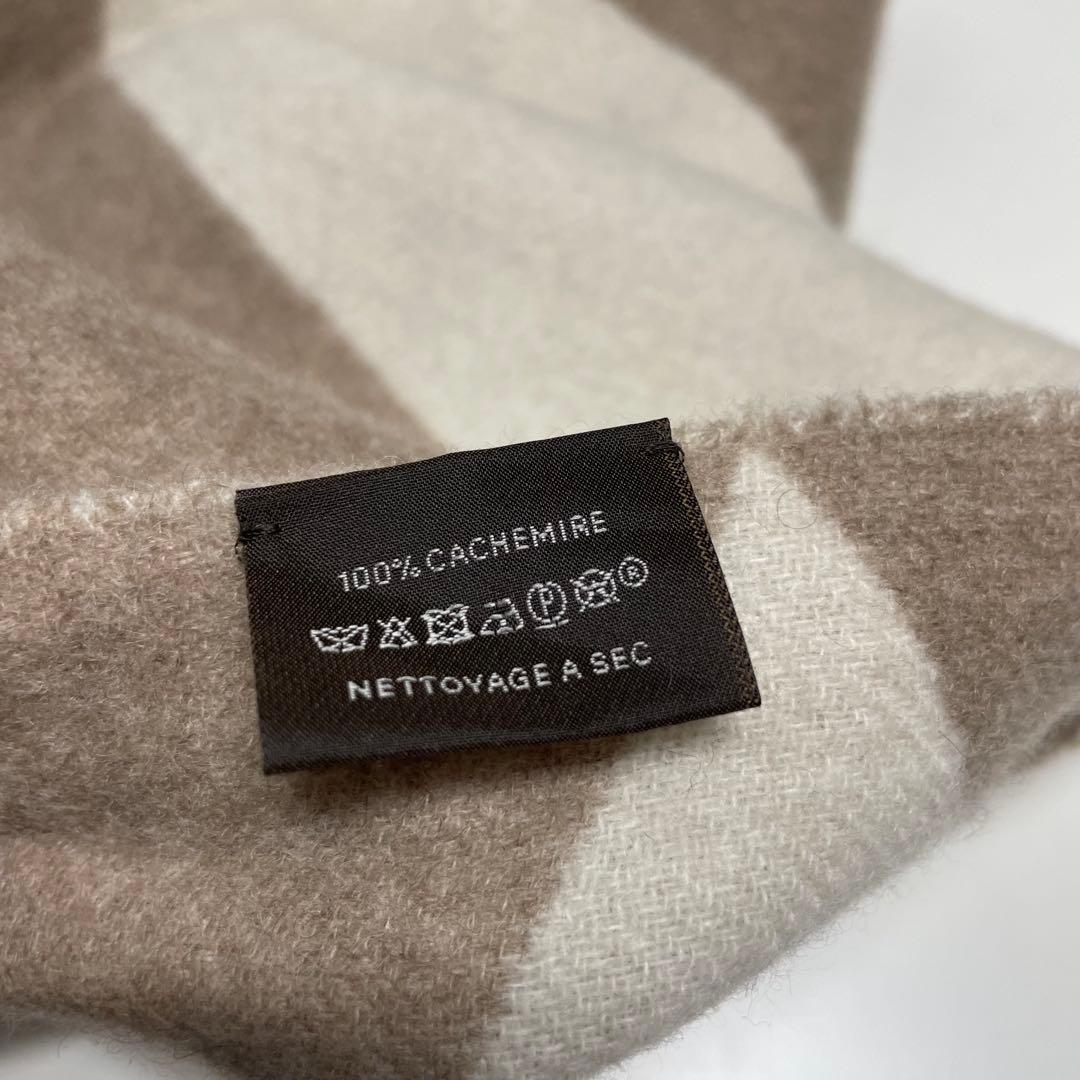 100% CACHEMIRE
P ®
NETTOYAGE A SEC